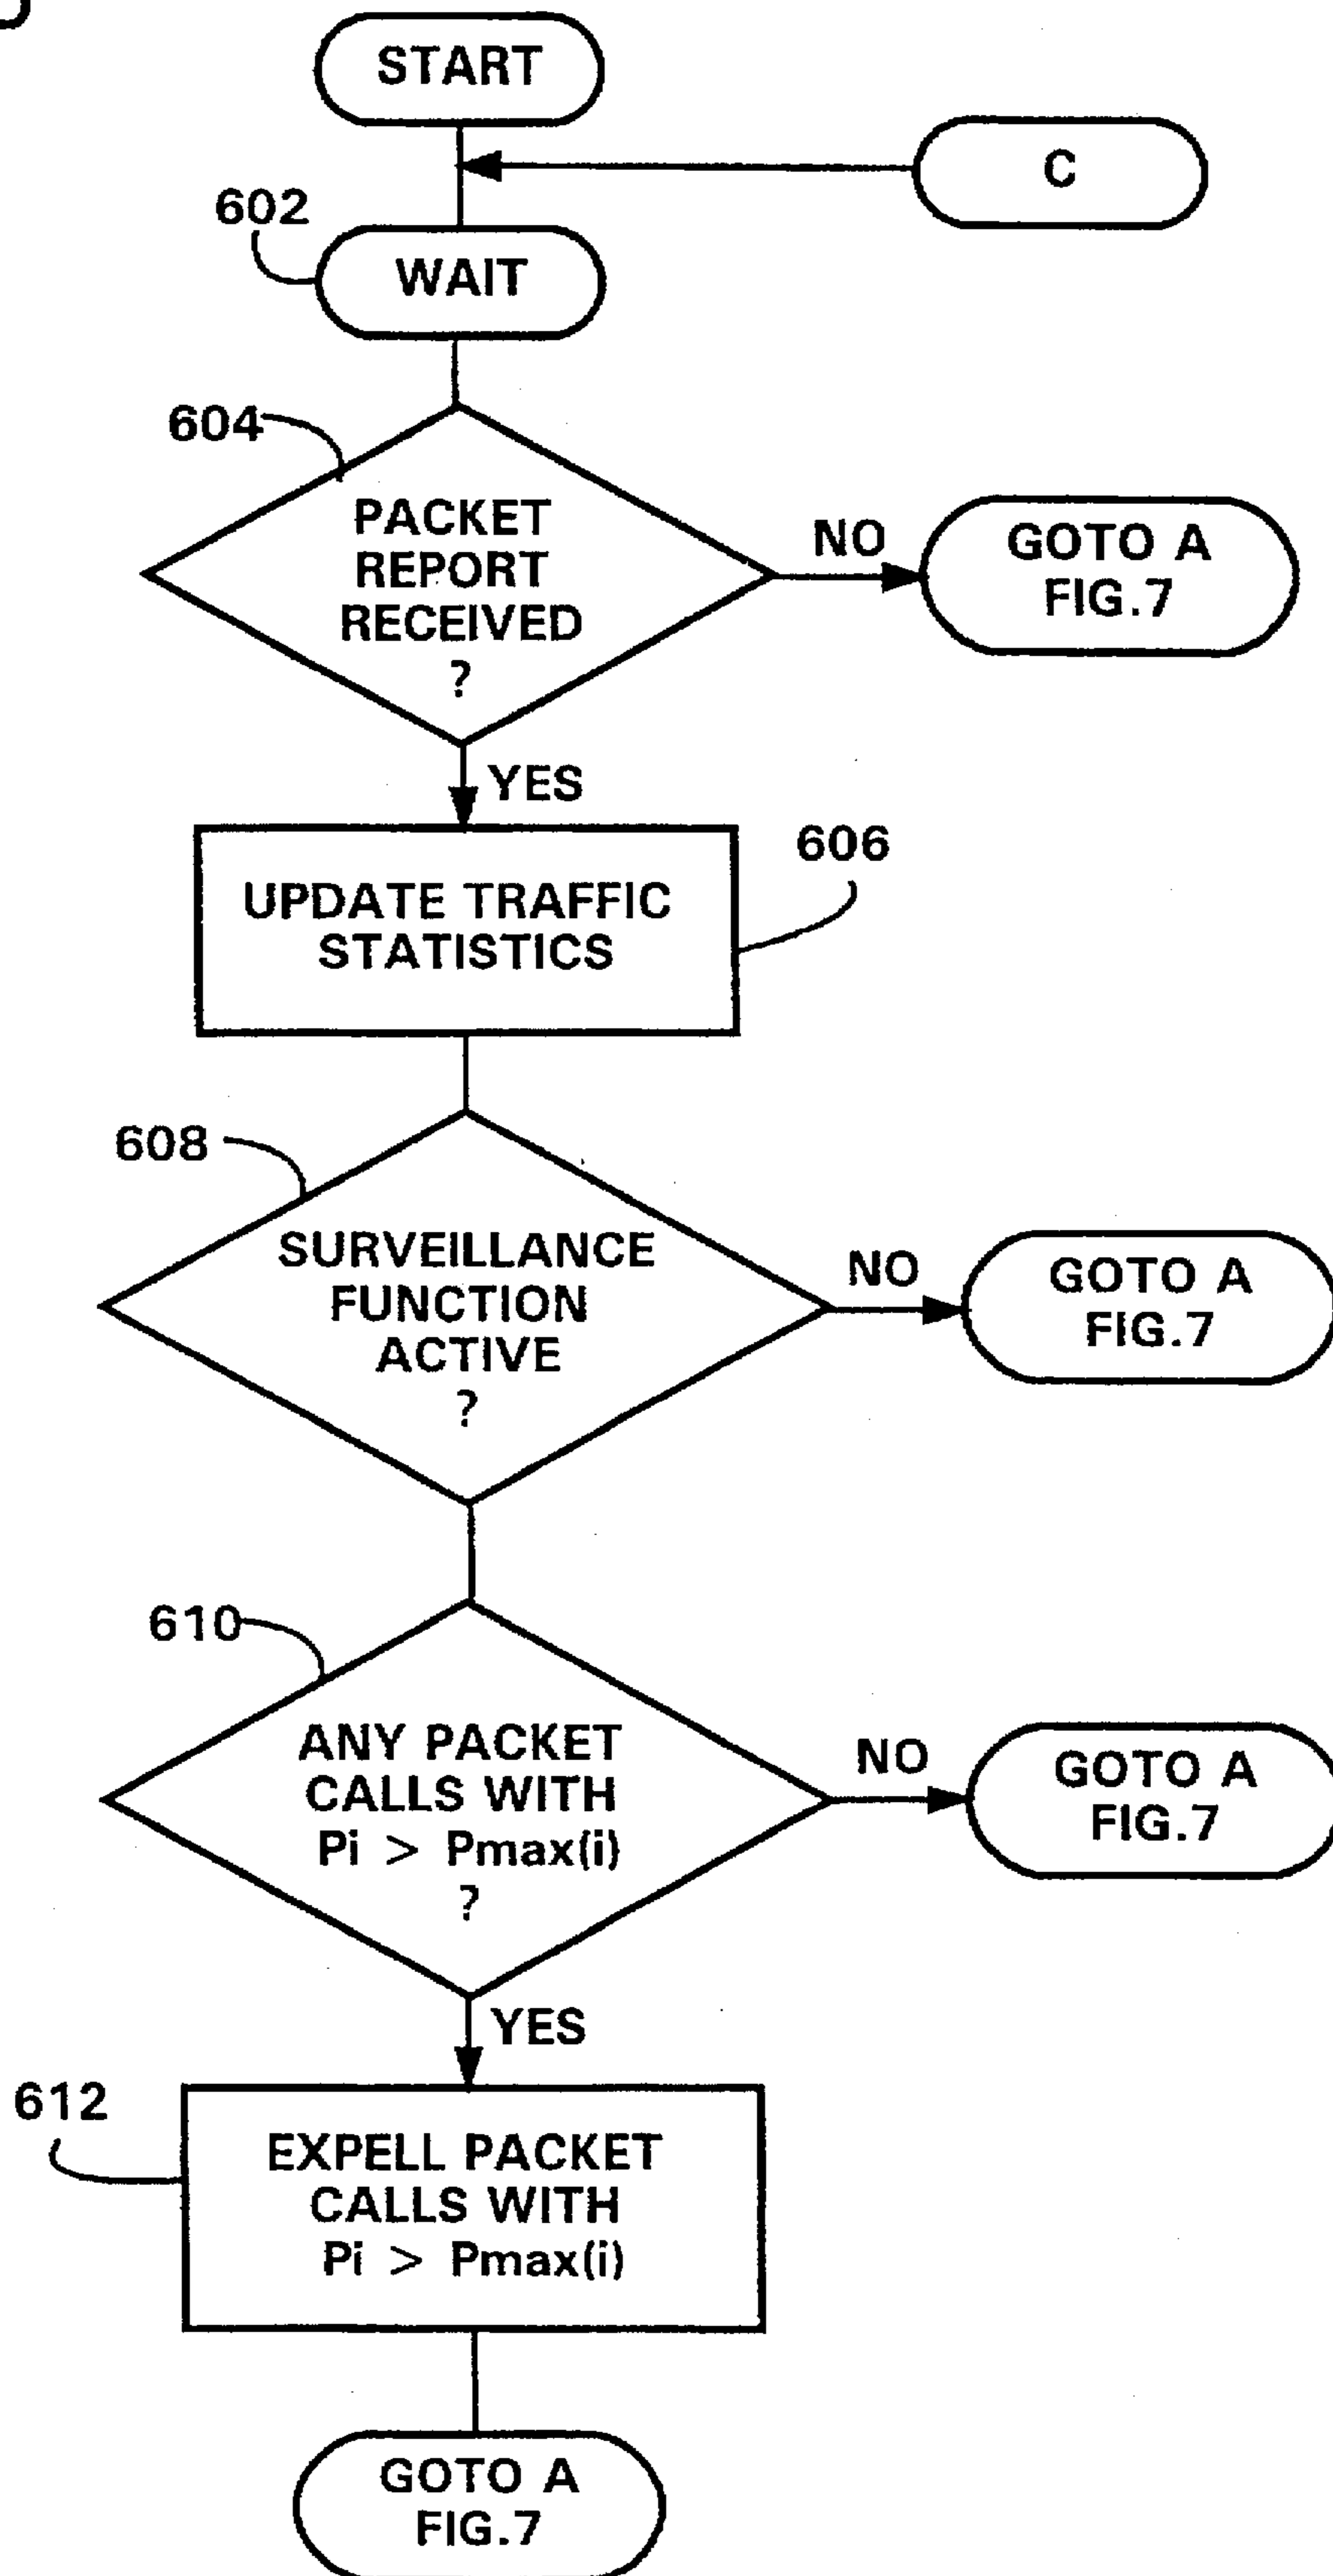 START
C
602
WAIT
604
PACKET
REPORT
RECEIVED
?
NO
GOTO A
FIG.7
YES
606
UPDATE TRAFFIC
STATISTICS
608
SURVEILLANCE
FUNCTION
ACTIVE
?
NO
GOTO A
FIG.7
610
ANY PACKET
CALLS WITH
Pi > Pmax(i)
?
NO
GOTO A
FIG.7
YES
612
EXPELL PACKET
CALLS WITH
Pi > Pmax(i)
GOTO A
FIG.7